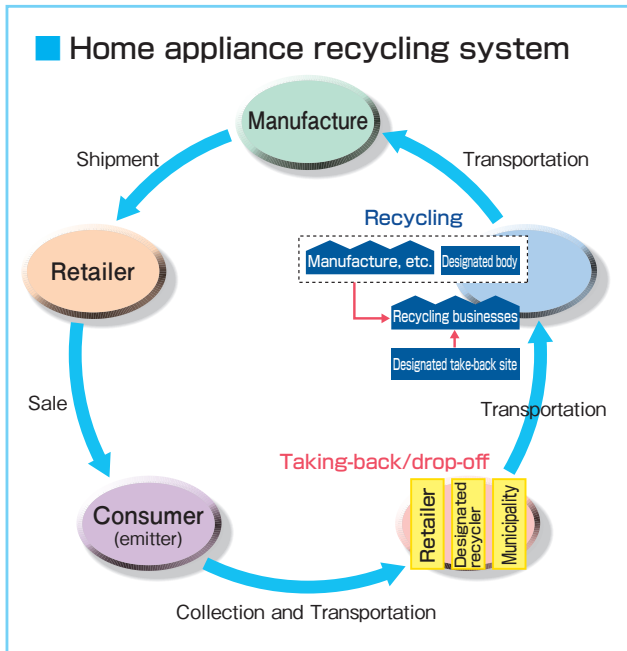 Home appliance recycling system
Manufacture
Shipment
Transportation
Recycling
Manufacture, etc.
Designated body
Retailer
Recycling businesses
Designated take-back site
Sale
Transportation
Taking-back/drop-off
Consumer
(emitter)
Retailer
Designated
recycler
Municipality
Collection and Transportation